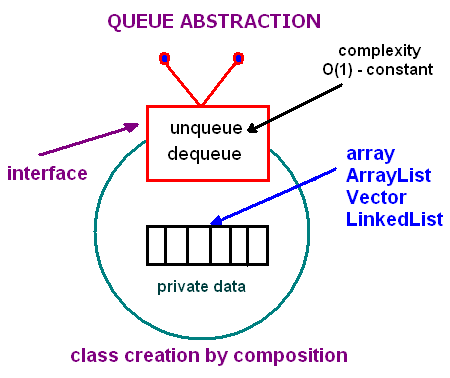 QUEUE ABSTRACTION
complexity
O(1) - constant
unqueue
dequeue
interface
array
ArrayList
Vector
LinkedList
private data
class creation by composition